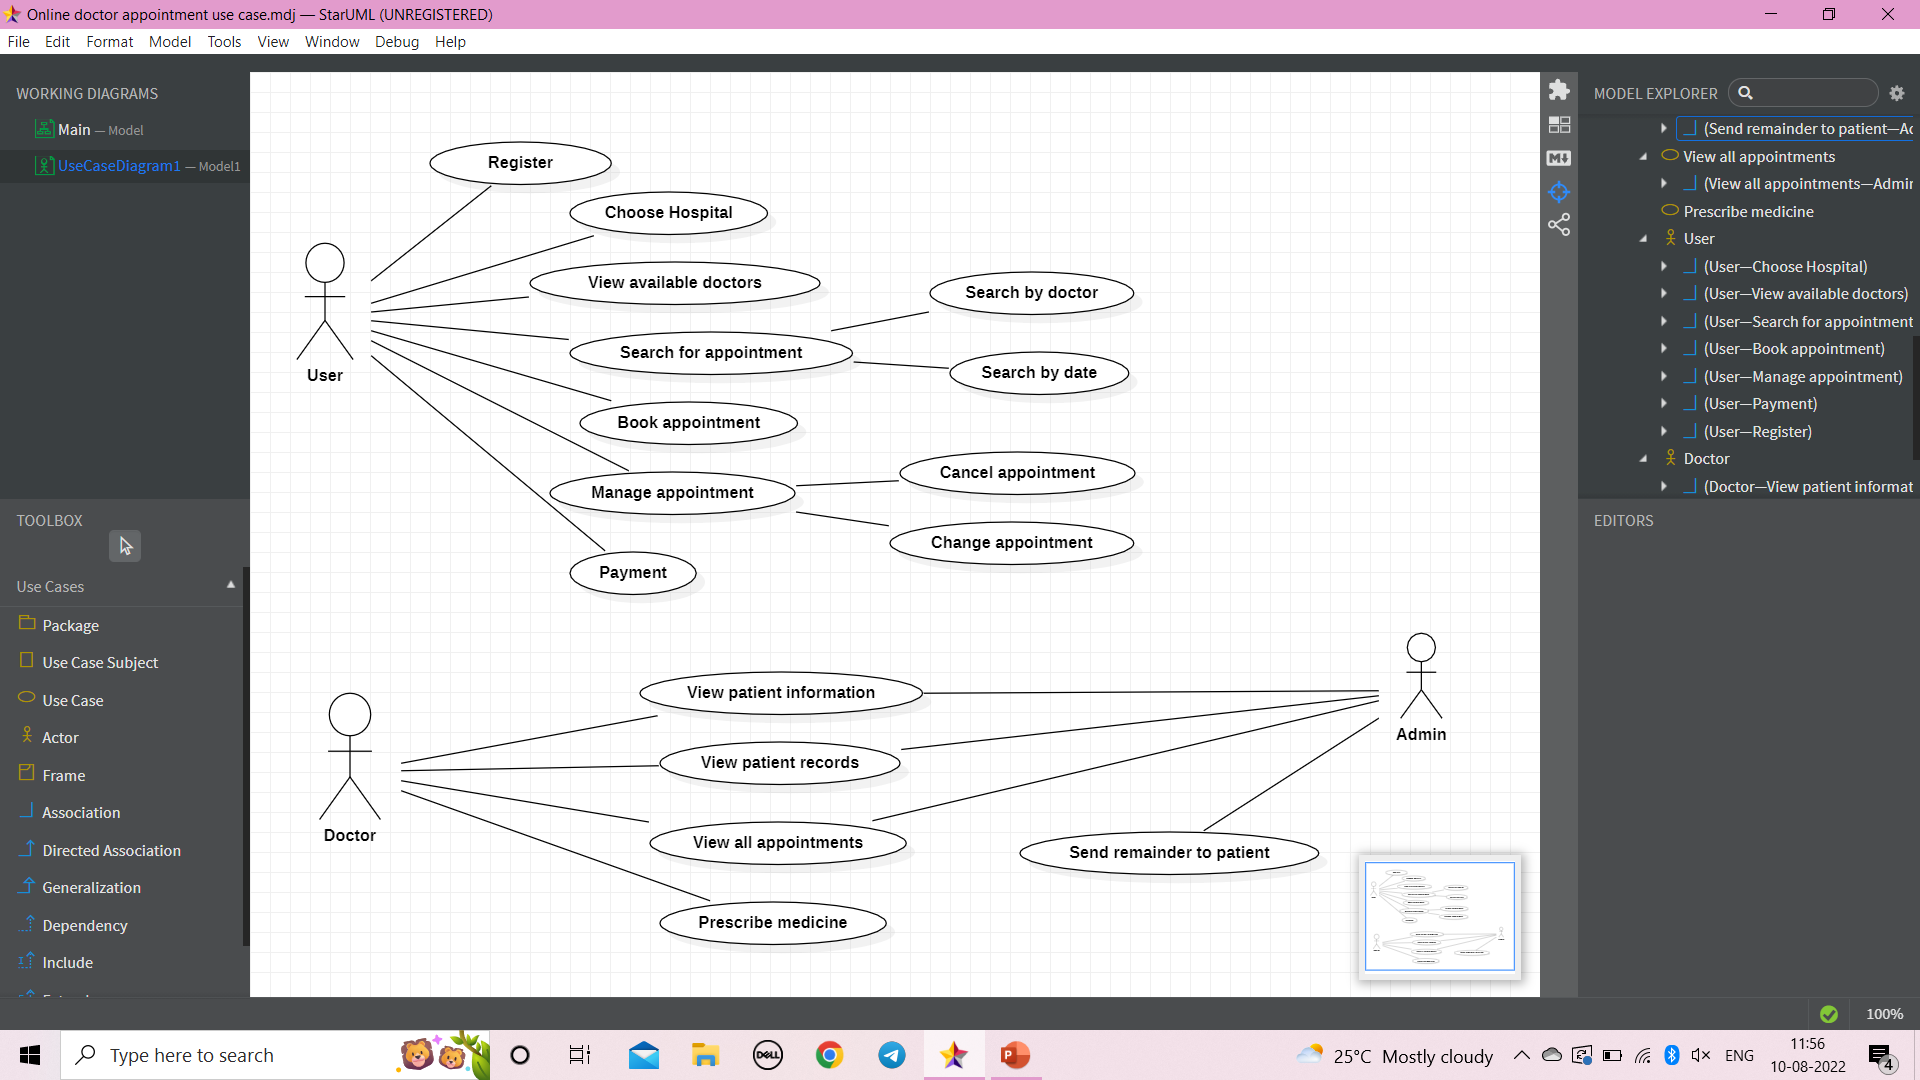 Online doctor appointment use case.mdj — StarUML (UNREGISTERED)
File Edit Format Model Tools View Window Debug Help
WORKING DIAGRAMS
Main — Model
UseCaseDiagram1 — Model1
TOOLBOX
Use Cases
Package
Use Case Subject
Use Case
Actor
Frame
Association
Directed Association
Generalization
Dependency
Include
Register
Choose Hospital
View available doctors
Search by doctor
Search for appointment
Search by date
User
Book appointment
Cancel appointment
Manage appointment
Change appointment
Payment
View patient information
Admin
View patient records
Doctor
View all appointments
Send remainder to patient
Prescribe medicine
MODEL EXPLORER
(Send remainder to patient—Ac
View all appointments
(View all appointments—Admin
Prescribe medicine
User
(User—Choose Hospital)
(User—View available doctors)
(User—Search for appointment
(User—Book appointment)
(User—Manage appointment)
(User—Payment)
(User—Register)
Doctor
(Doctor—View patient informat
EDITORS
100%
Type here to search
DELL
25°C Mostly cloudy
ENG
11:56
10-08-2022
4